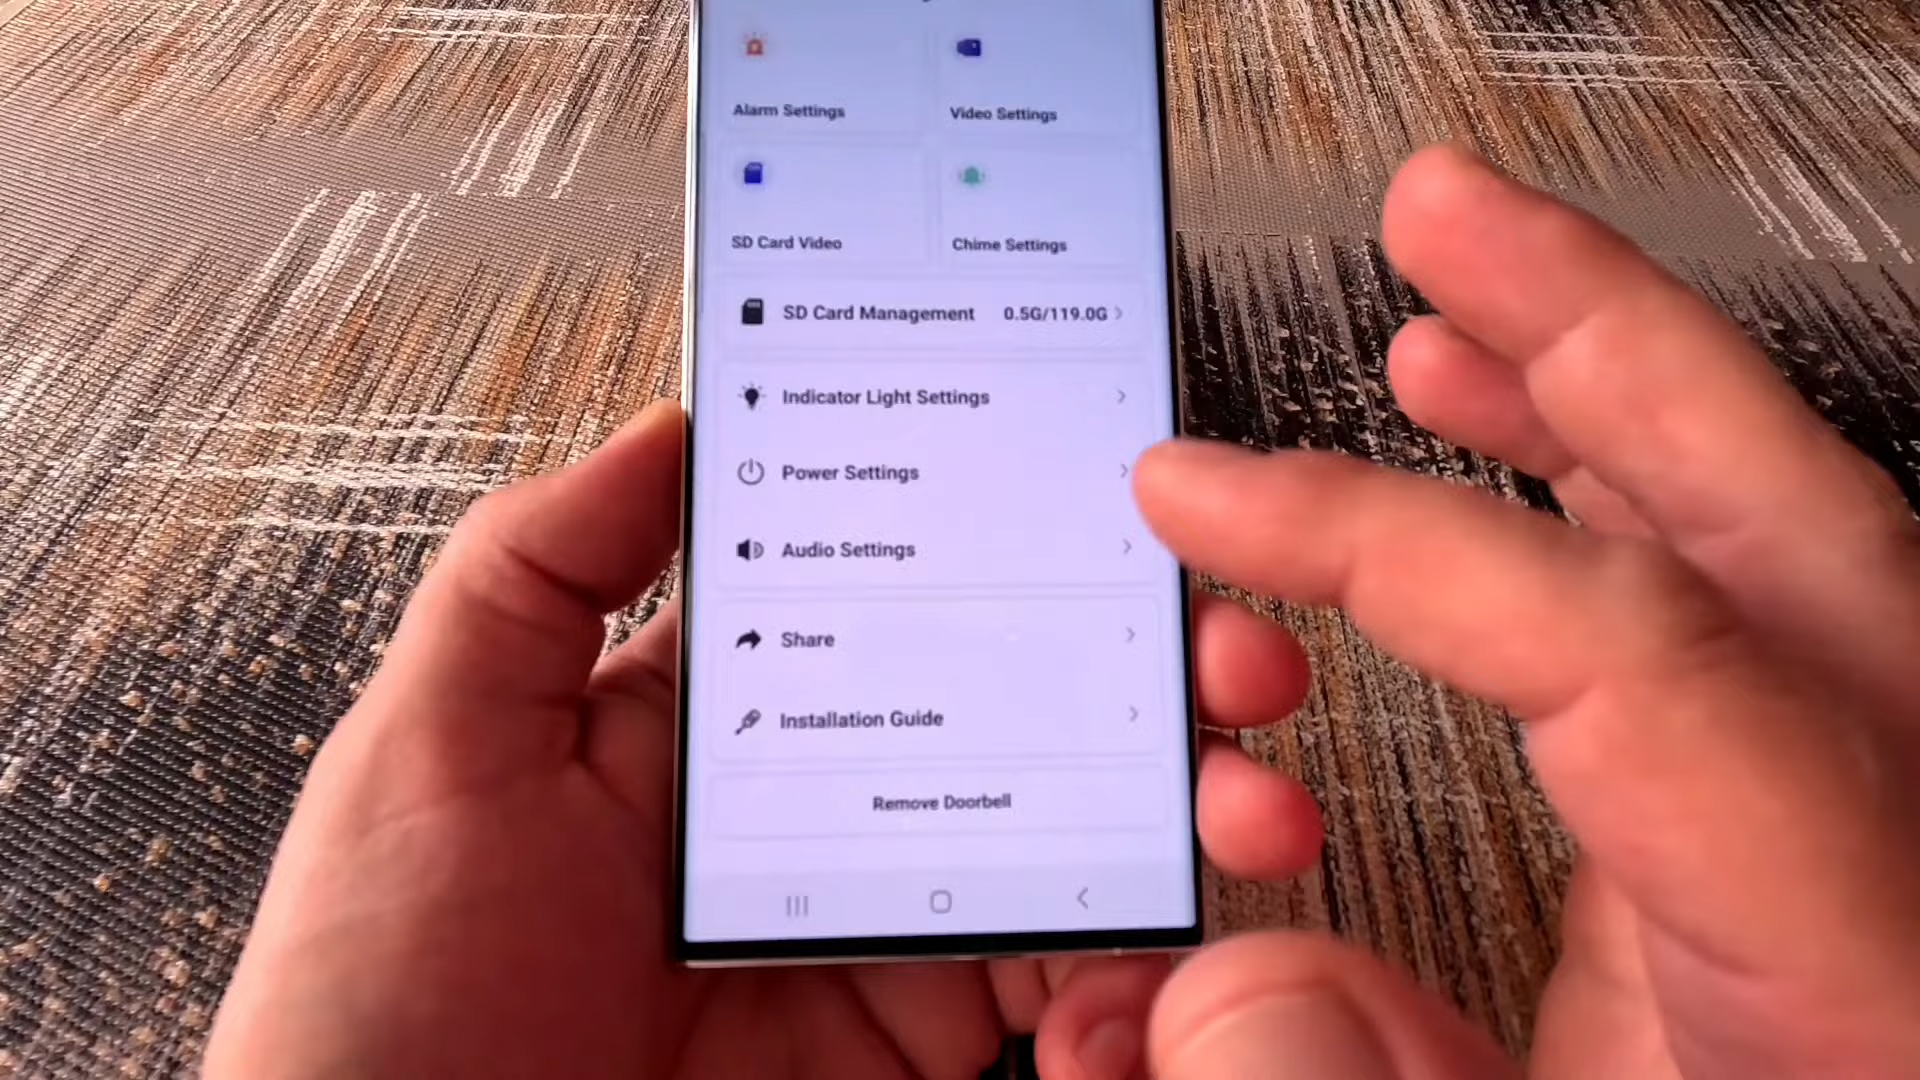 Alarm Settings
Video Settings
SD Card Video
Chime Settings
SD Card Management 0.5G/119.0G
Indicator Light Settings
Power Settings
Audio Settings
Share
Installation Guide
Remove Doorbell